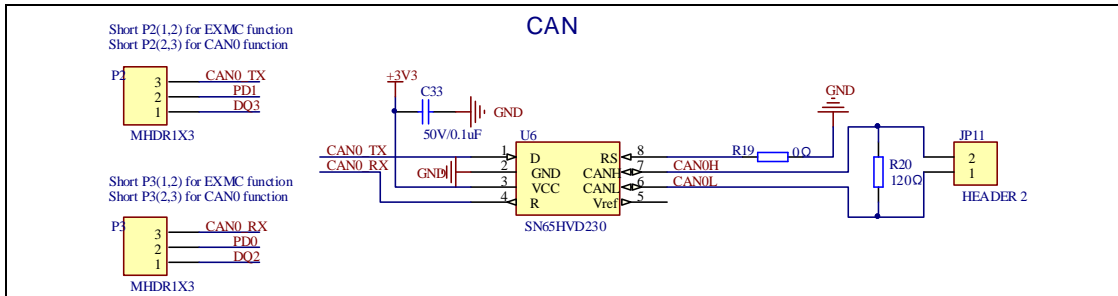 CAN
Short P2(1,2) for EXMC function
Short P2(2,3) for CAN0 function
P2
3 CAN0_TX
2 PD1
1 DQ3
MHDR1X3
Short P3(1,2) for EXMC function
Short P3(2,3) for CAN0 function
P3
3 CAN0_RX
2 PD0
1 DQ2
MHDR1X3
+3V3
C33
GND
50V/0.1uF
U6
CAN0_TX 1 D
GND 2 GND
3 VCC
CAN0_RX 4 R
RS 8
CANH 7 CAN0H
CANL 6 CAN0L
Vref 5
SN65HVD230
GND
R19 0Ω
R20
120Ω
JP11
2
1
HEADER 2